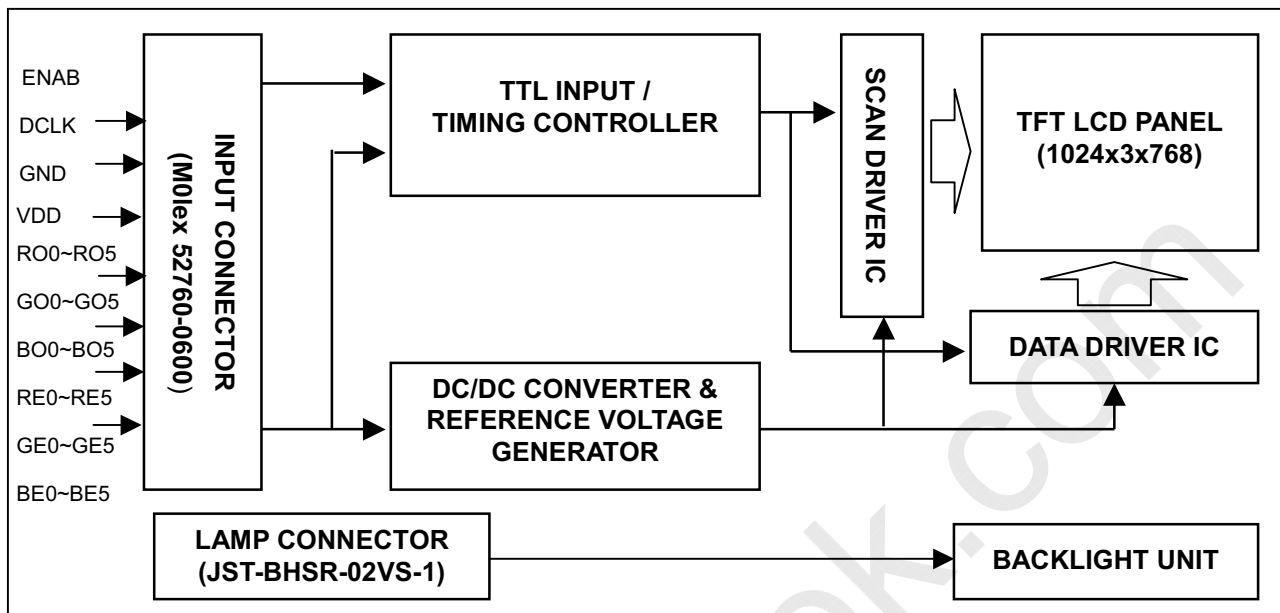 ENAB
DCLK
GND
VDD
RO0~RO5
GO0~GO5
BO0~BO5
RE0~RE5
GE0~GE5
BE0~BE5
INPUT CONNECTOR
(M0lex 52760-0600)
TTL INPUT /
TIMING CONTROLLER
SCAN DRIVER IC
TFT LCD PANEL
(1024x3x768)
DATA DRIVER IC
DC/DC CONVERTER &
REFERENCE VOLTAGE
GENERATOR
LAMP CONNECTOR
(JST-BHSR-02VS-1)
BACKLIGHT UNIT